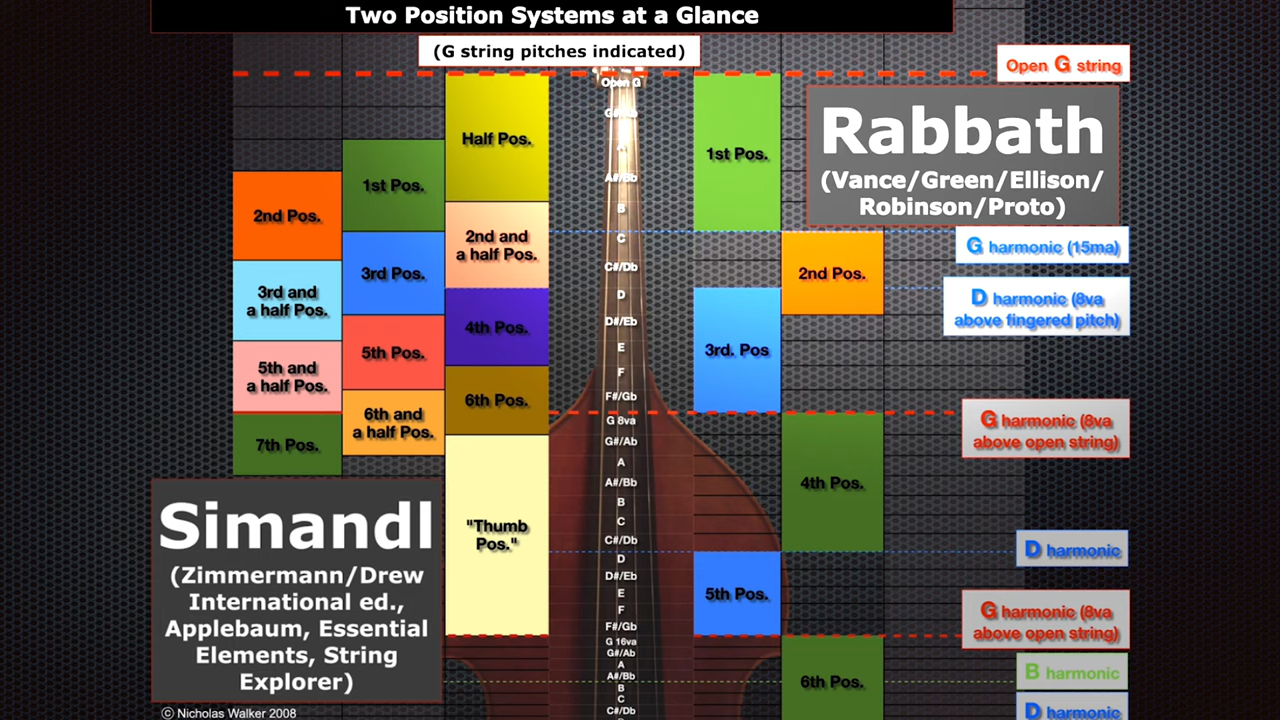 Two Position Systems at a Glance
(G string pitches indicated)
Open G string
Rabbath
(Vance/Green/Ellison/
Robinson/Proto)
Half Pos.
1st Pos.
2nd Pos.
2nd and
a half Pos.
3rd Pos.
3rd and
a half Pos.
4th Pos.
5th Pos.
5th and
a half Pos.
6th Pos.
6th and
a half Pos.
7th Pos.
"Thumb
Pos."
Open G
A
A#/Bb
B
C
C#/Db
D
D#/Eb
E
F
F#/Gb
G 8va
G#/Ab
A
A#/Bb
B
C
C#/Db
D
D#/Eb
E
F
F#/Gb
G 16va
G#/Ab
A
A#/Bb
B
C
C#/Db
1st Pos.
2nd Pos.
3rd. Pos
4th Pos.
5th Pos.
6th Pos.
G harmonic (15ma)
D harmonic (8va
above fingered pitch)
G harmonic (8va
above open string)
D harmonic
G harmonic (8va
above open string)
B harmonic
D harmonic
Simandl
(Zimmermann/Drew
International ed.,
Applebaum, Essential
Elements, String
Explorer)
© Nicholas Walker 2008